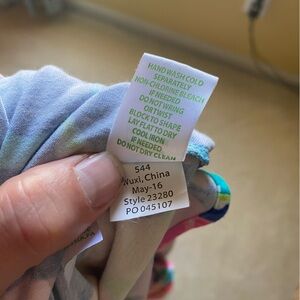 HAND WASH COLD
SEPARATELY
NON-CHLORINE BLEACH
IF NEEDED
DO NOT WRING
OR TWIST
BLOCK TO SHAPE
LAY FLAT TO DRY
COOL IRON
IF NEEDED
DO NOT DRY CLEAN
544
Wuxi, China
May-16
Style 23280
PO 045107